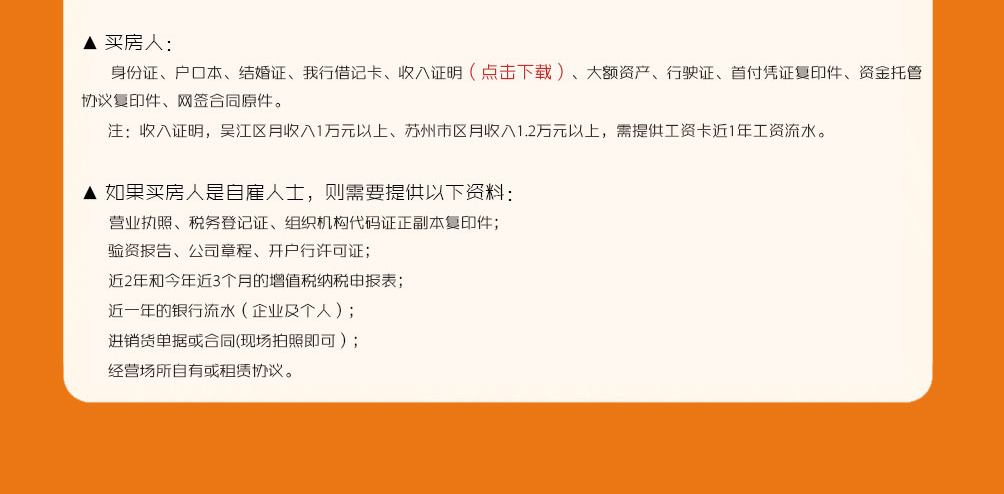 ▲ 买房人：
身份证、户口本、结婚证、我行借记卡、收入证明（点击下载）、大额资产、行驶证、首付凭证复印件、资金托管
协议复印件、网签合同原件。
注：收入证明，吴江区月收入1万元以上、苏州市区月收入1.2万元以上，需提供工资卡近1年工资流水。
▲ 如果买房人是自雇人士，则需要提供以下资料：
营业执照、税务登记证、组织机构代码证正副本复印件；
验资报告、公司章程、开户行许可证；
近2年和今年近3个月的增值税纳税申报表；
近一年的银行流水（企业及个人）；
进销货单据或合同(现场拍照即可）；
经营场所自有或租赁协议。